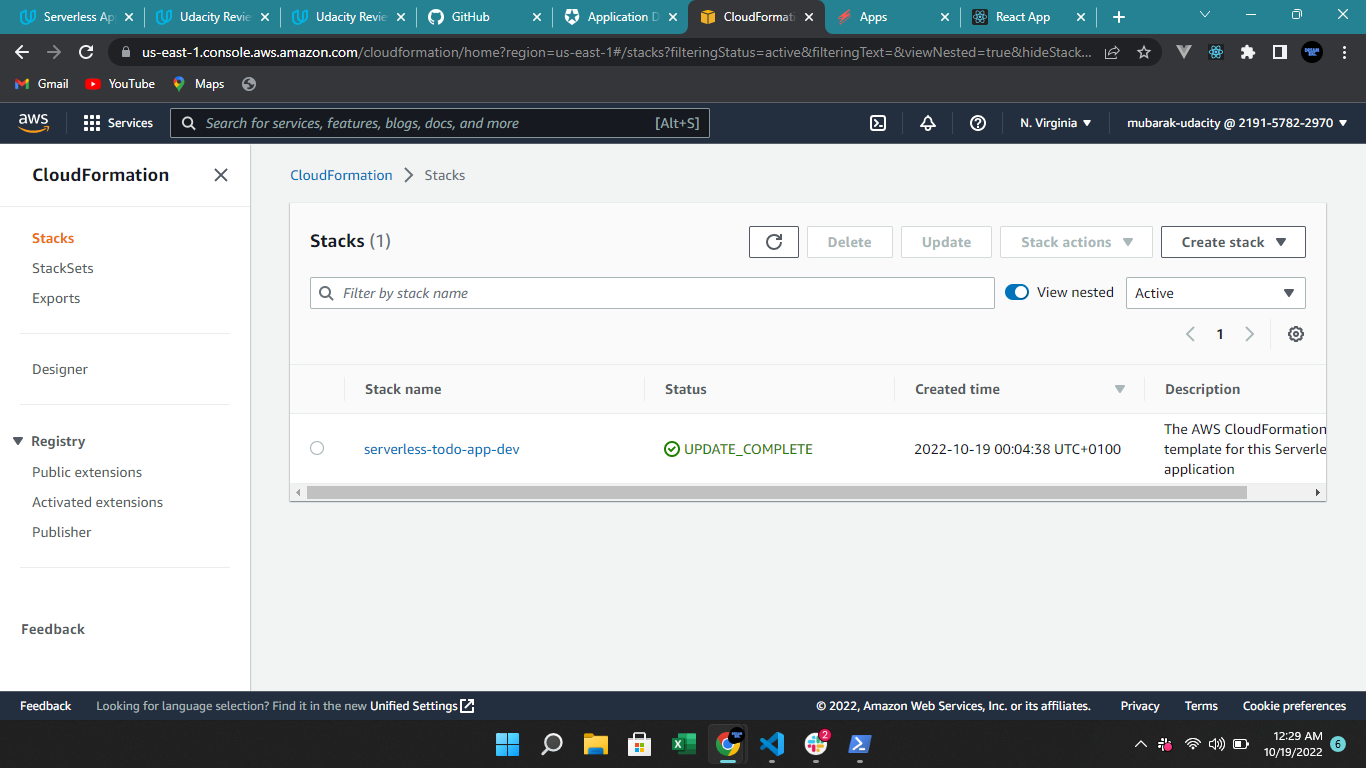 Serverless Ap
Udacity Revie
Udacity Revie
GitHub
Application D
CloudFormati
Apps
React App
us-east-1.console.aws.amazon.com/cloudformation/home?region=us-east-1#/stacks?filteringStatus=active&filteringText=&viewNested=true&hideStack...
Gmail
YouTube
Maps
aws
Services
Search for services, features, blogs, docs, and more
[Alt+S]
N. Virginia
mubarak-udacity @ 2191-5782-2970
CloudFormation
Stacks
StackSets
Exports
Designer
Registry
Public extensions
Activated extensions
Publisher
Feedback
CloudFormation
Stacks
Stacks (1)
Delete
Update
Stack actions
Create stack
Filter by stack name
View nested
Active
1
Stack name
Status
Created time
Description
serverless-todo-app-dev
UPDATE_COMPLETE
2022-10-19 00:04:38 UTC+0100
The AWS CloudFormation
template for this Serverle
application
Feedback
Looking for language selection? Find it in the new Unified Settings
© 2022, Amazon Web Services, Inc. or its affiliates.
Privacy
Terms
Cookie preferences
2
12:29 AM
10/19/2022
6